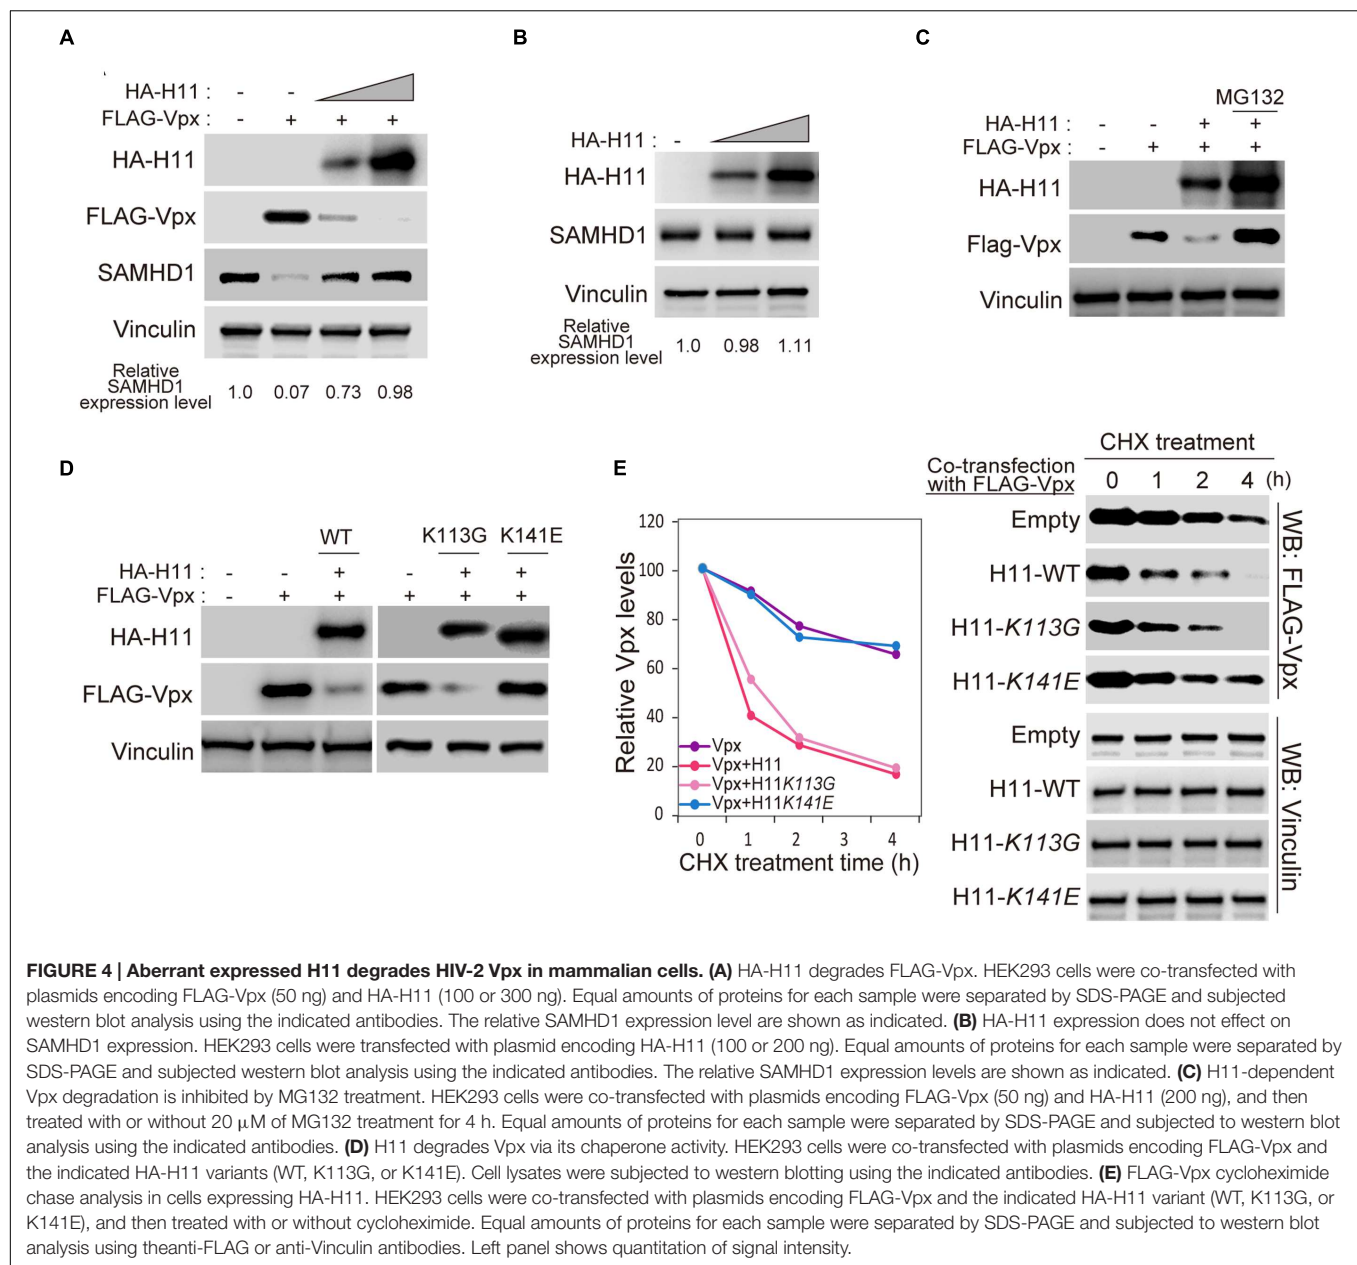 A
HA-H11 : - -
FLAG-Vpx : - + + +
HA-H11
FLAG-Vpx
SAMHD1
Vinculin
Relative
SAMHD1
expression level
1.0 0.07 0.73 0.98
B
HA-H11 : -
HA-H11
SAMHD1
Vinculin
Relative
SAMHD1
expression level
1.0 0.98 1.11
C
MG132
HA-H11 : - - + +
FLAG-Vpx : - + + +
HA-H11
Flag-Vpx
Vinculin
D
WT K113G K141E
HA-H11 : - - + - + +
FLAG-Vpx : - + + + + +
HA-H11
FLAG-Vpx
Vinculin
E
120
100
80
60
40
20
0
Relative Vpx levels
Vpx
Vpx+H11
Vpx+H11K113G
Vpx+H11K141E
0 1 2 3 4
CHX treatment time (h)
CHX treatment
Co-transfection
with FLAG-Vpx
0 1 2 4 (h)
Empty
H11-WT
H11-K113G
H11-K141E
WB: FLAG-Vpx
Empty
H11-WT
H11-K113G
H11-K141E
WB: Vinculin
FIGURE 4 | Aberrant expressed H11 degrades HIV-2 Vpx in mammalian cells. (A) HA-H11 degrades FLAG-Vpx. HEK293 cells were co-transfected with
plasmids encoding FLAG-Vpx (50 ng) and HA-H11 (100 or 300 ng). Equal amounts of proteins for each sample were separated by SDS-PAGE and subjected
western blot analysis using the indicated antibodies. The relative SAMHD1 expression level are shown as indicated. (B) HA-H11 expression does not effect on
SAMHD1 expression. HEK293 cells were transfected with plasmid encoding HA-H11 (100 or 200 ng). Equal amounts of proteins for each sample were separated by
SDS-PAGE and subjected western blot analysis using the indicated antibodies. The relative SAMHD1 expression levels are shown as indicated. (C) H11-dependent
Vpx degradation is inhibited by MG132 treatment. HEK293 cells were co-transfected with plasmids encoding FLAG-Vpx (50 ng) and HA-H11 (200 ng), and then
treated with or without 20 μM of MG132 treatment for 4 h. Equal amounts of proteins for each sample were separated by SDS-PAGE and subjected to western blot
analysis using the indicated antibodies. (D) H11 degrades Vpx via its chaperone activity. HEK293 cells were co-transfected with plasmids encoding FLAG-Vpx and
the indicated HA-H11 variants (WT, K113G, or K141E). Cell lysates were subjected to western blotting using the indicated antibodies. (E) FLAG-Vpx cycloheximide
chase analysis in cells expressing HA-H11. HEK293 cells were co-transfected with plasmids encoding FLAG-Vpx and the indicated HA-H11 variant (WT, K113G, or
K141E), and then treated with or without cycloheximide. Equal amounts of proteins for each sample were separated by SDS-PAGE and subjected to western blot
analysis using theanti-FLAG or anti-Vinculin antibodies. Left panel shows quantitation of signal intensity.